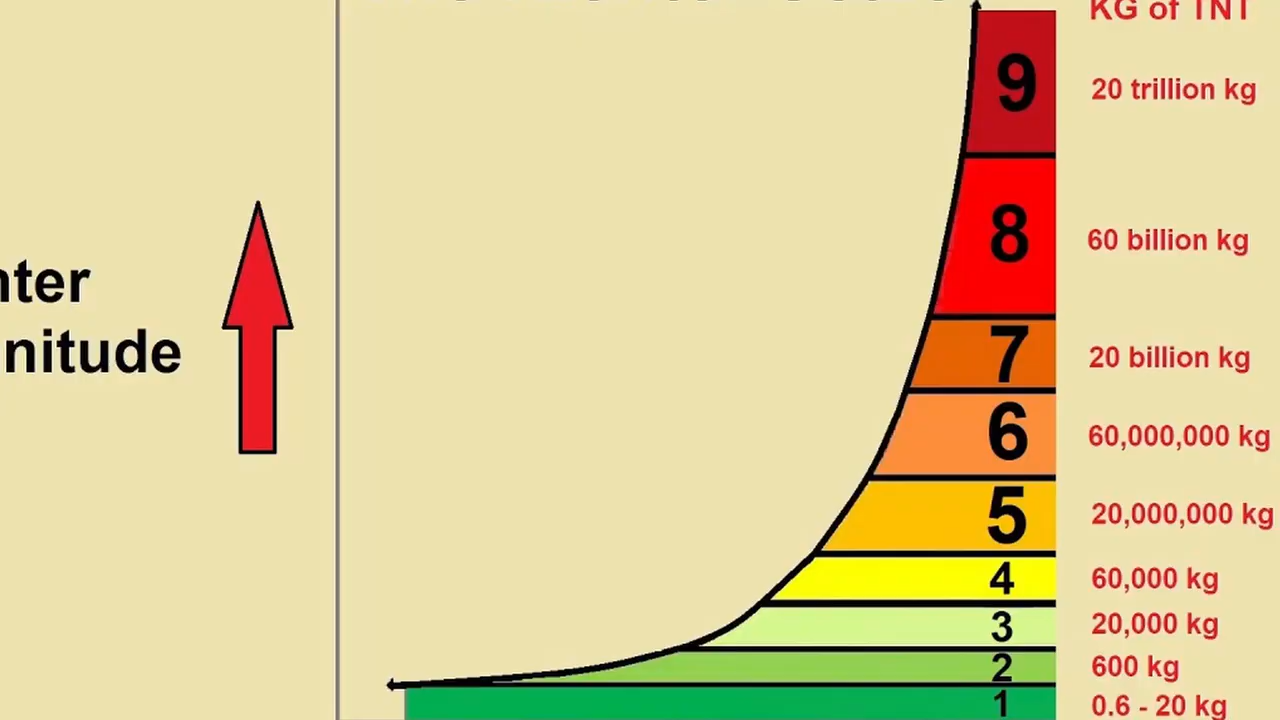 KG of TNT
9 20 trillion kg
8 60 billion kg
nter
nitude
7 20 billion kg
6 60,000,000 kg
5 20,000,000 kg
4 60,000 kg
3 20,000 kg
2 600 kg
1 0.6 - 20 kg